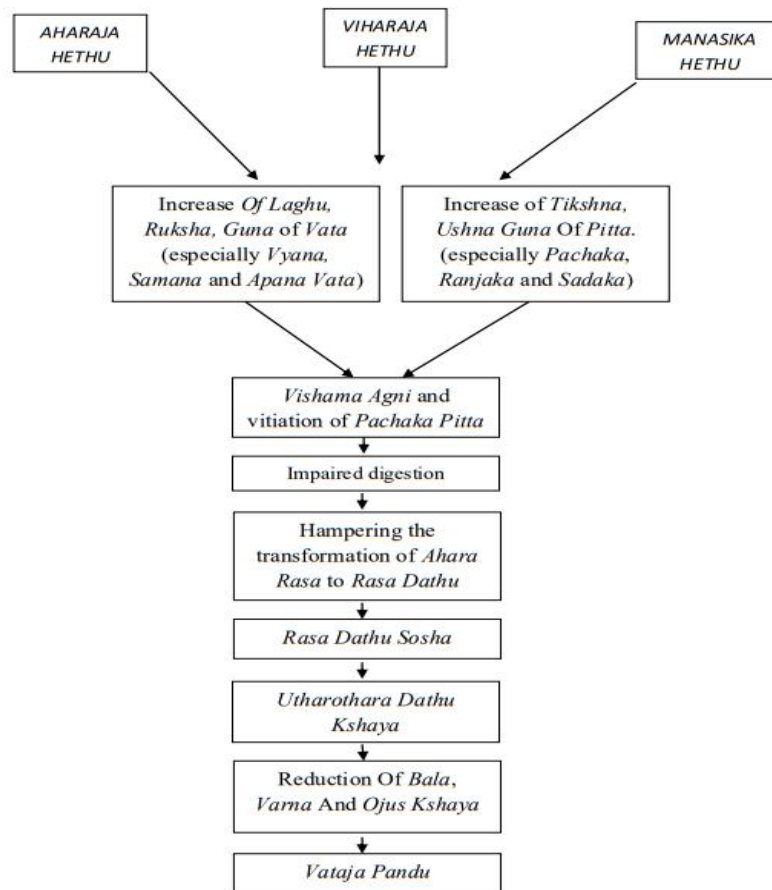 AHARAJA
HETHU
VIHARAJA
HETHU
MANASIKA
HETHU
Increase Of Laghu,
Ruksha, Guna of Vata
(especially Vyana,
Samana and Apana Vata)
Increase of Tikshna,
Ushna Guna Of Pitta.
(especially Pachaka,
Ranjaka and Sadaka)
Vishama Agni and
vitiation of Pachaka Pitta
Impaired digestion
Hampering the
transformation of Ahara
Rasa to Rasa Dathu
Rasa Dathu Sosha
Utharothara Dathu
Kshaya
Reduction Of Bala,
Varna And Ojus Kshaya
Vataja Pandu